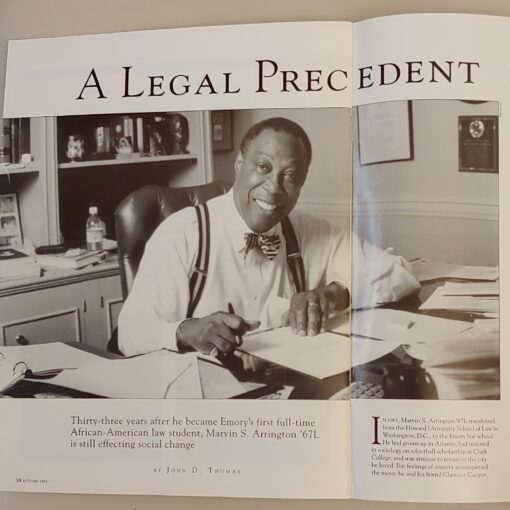 A LEGAL PRECEDENT
Thirty-three years after he became Emory's first full-time
African-American law student, Marvin S. Arrington '67L
is still effecting social change
BY JOHN D. THOMAS
IN 1965, Marvin S. Arrington '67L transferred
from the Howard University School of Law in
Washington, D.C., to the Emory law school.
He had grown up in Atlanta, had majored
in sociology on a football scholarship at Clark
College, and was anxious to return to the city
he loved. But feelings of anxiety accompanied
the move; he and his friend Clarence Cooper,
38 AUTUMN